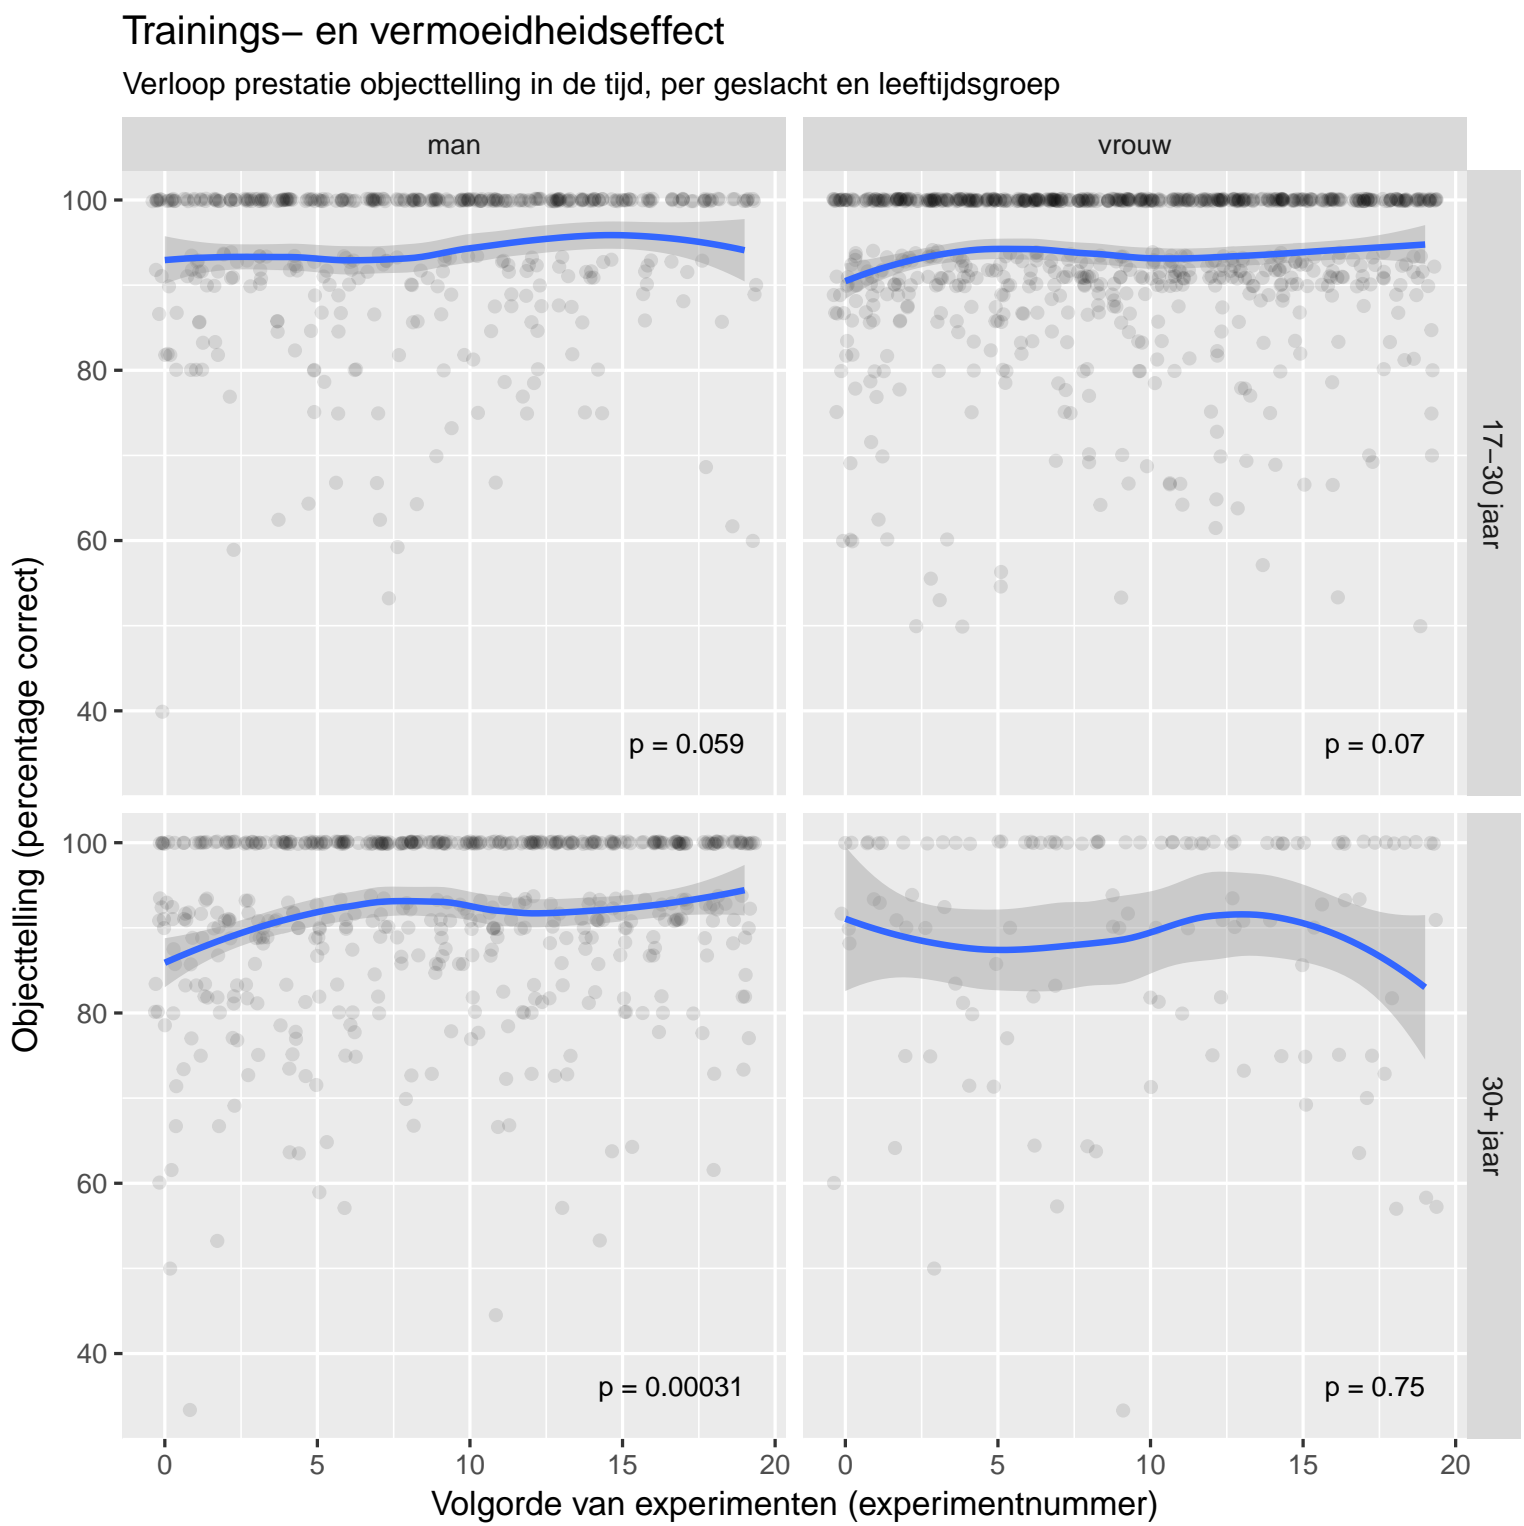 Trainings– en vermoeidheidseffect
Verloop prestatie objecttelling in de tijd, per geslacht en leeftijdsgroep
man
vrouw
Objecttelling (percentage correct)
100
80
60
40
p = 0.059
p = 0.07
17–30 jaar
100
80
60
40
p = 0.00031
p = 0.75
30+ jaar
0 5 10 15 20
0 5 10 15 20
Volgorde van experimenten (experimentnummer)